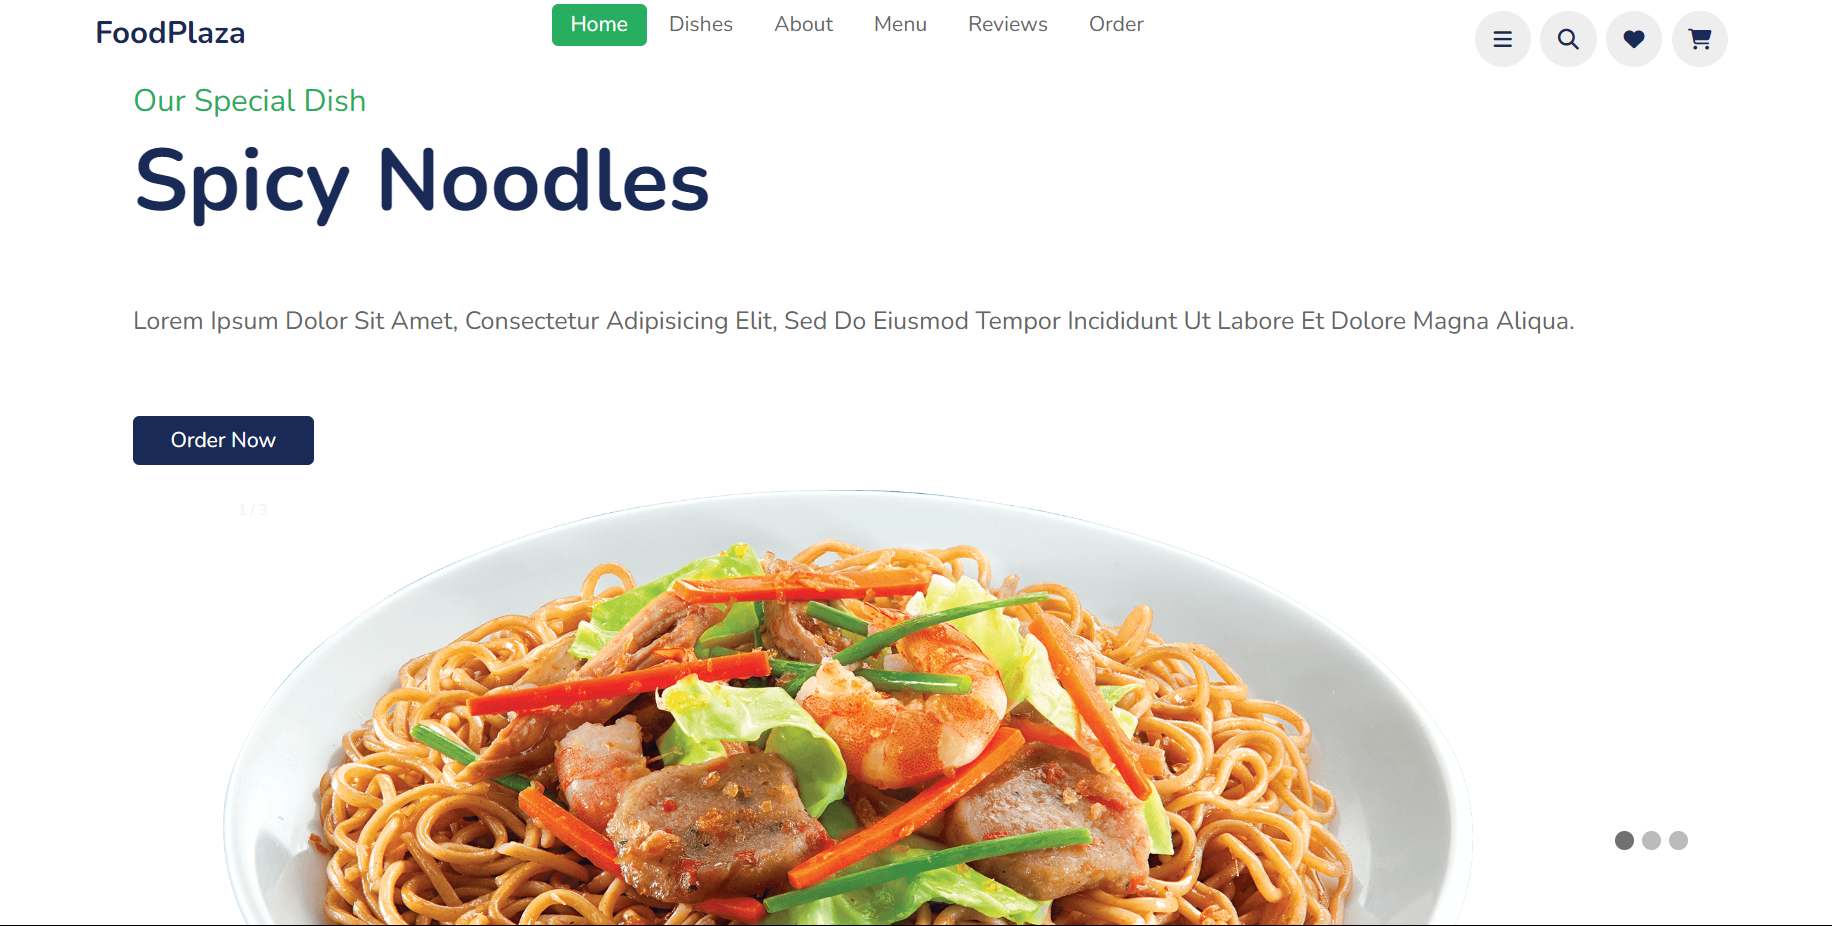 FoodPlaza
Home Dishes About Menu Reviews Order
Our Special Dish
Spicy Noodles
Lorem Ipsum Dolor Sit Amet, Consectetur Adipisicing Elit, Sed Do Eiusmod Tempor Incididunt Ut Labore Et Dolore Magna Aliqua.
Order Now
1 / 3